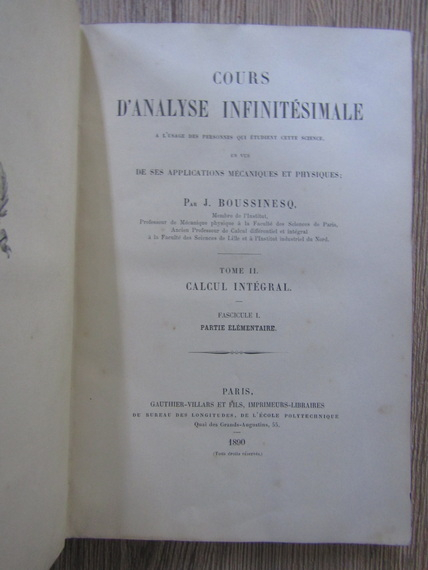 COURS
D'ANALYSE INFINITÉSIMALE
A L'USAGE DES PERSONNES QUI ÉTUDIENT CETTE SCIENCE,
EN VUE
DE SES APPLICATIONS MÉCANIQUES ET PHYSIQUES;
PAR J. BOUSSINESQ,
Membre de l'Institut,
Professeur de Mécanique physique à la Faculté des Sciences de Paris,
Ancien Professeur de Calcul différentiel et intégral
à la Faculté des Sciences de Lille et à l'Institut industriel du Nord.
TOME II.
CALCUL INTÉGRAL.
FASCICULE I.
PARTIE ÉLÉMENTAIRE.
PARIS,
GAUTHIER-VILLARS ET FILS, IMPRIMEURS-LIBRAIRES
DU BUREAU DES LONGITUDES, DE L'ÉCOLE POLYTECHNIQUE
Quai des Grands-Augustins, 55.
1890
(Tous droits réservés.)